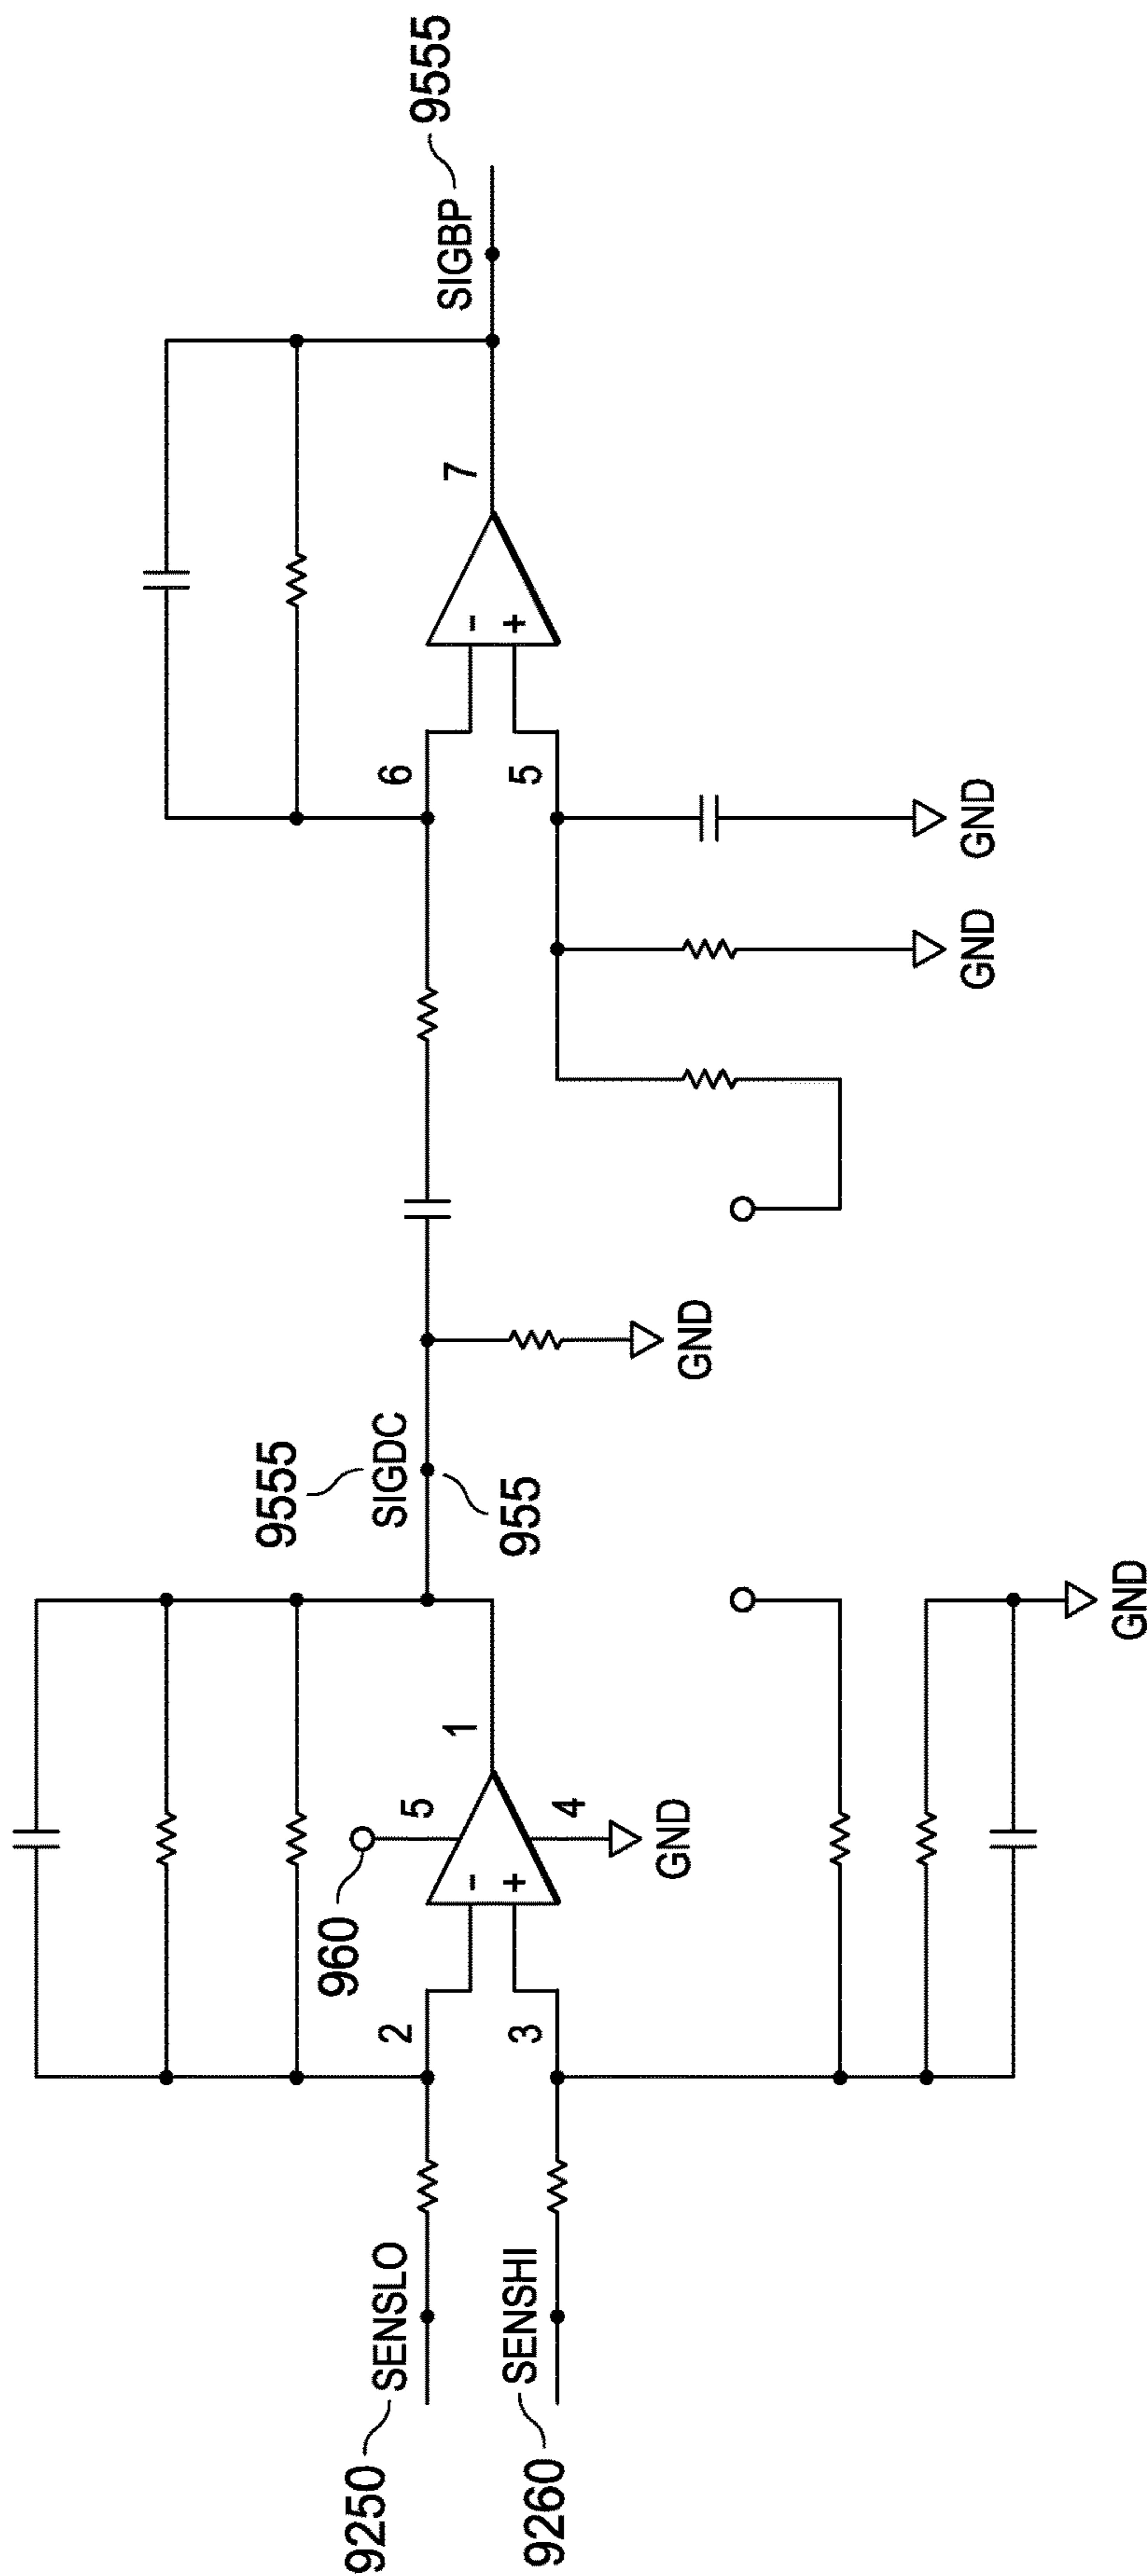 9250
SENSLO
9260
SENSHI
2
3
960
5
4
GND
-
+
1
GND
9555
SIGDC
955
GND
6
5
-
+
7
GND
GND
SIGBP
9555